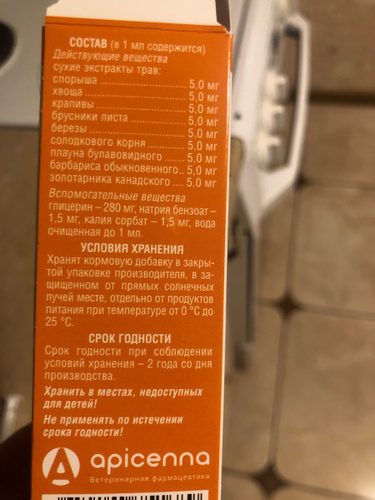 СОСТАВ (в 1 мл содержится)
Действующие вещества
сухие экстракты трав:
спорыша ........ 5,0 мг
хвоща ........ 5,0 мг
крапивы ........ 5,0 мг
брусники листа ........ 5,0 мг
березы ........ 5,0 мг
солодкового корня ........ 5,0 мг
плауна булавовидного ........ 5,0 мг
барбариса обыкновенного.. 5,0 мг
золотарника канадского .... 5,0 мг
Вспомогательные вещества
глицерин – 280 мг, натрия бензоат –
1,5 мг, калия сорбат – 1,5 мг, вода
очищенная до 1 мл.
УСЛОВИЯ ХРАНЕНИЯ
Хранят кормовую добавку в закры-
той упаковке производителя, в за-
щищенном от прямых солнечных
лучей месте, отдельно от продуктов
питания при температуре от 0 °С до
25 °С.
СРОК ГОДНОСТИ
Срок годности при соблюдении
условий хранения – 2 года со дня
производства.
Хранить в местах, недоступных
для детей!
Не применять по истечении
срока годности!
apicenna
Ветеринарная фармацевтика